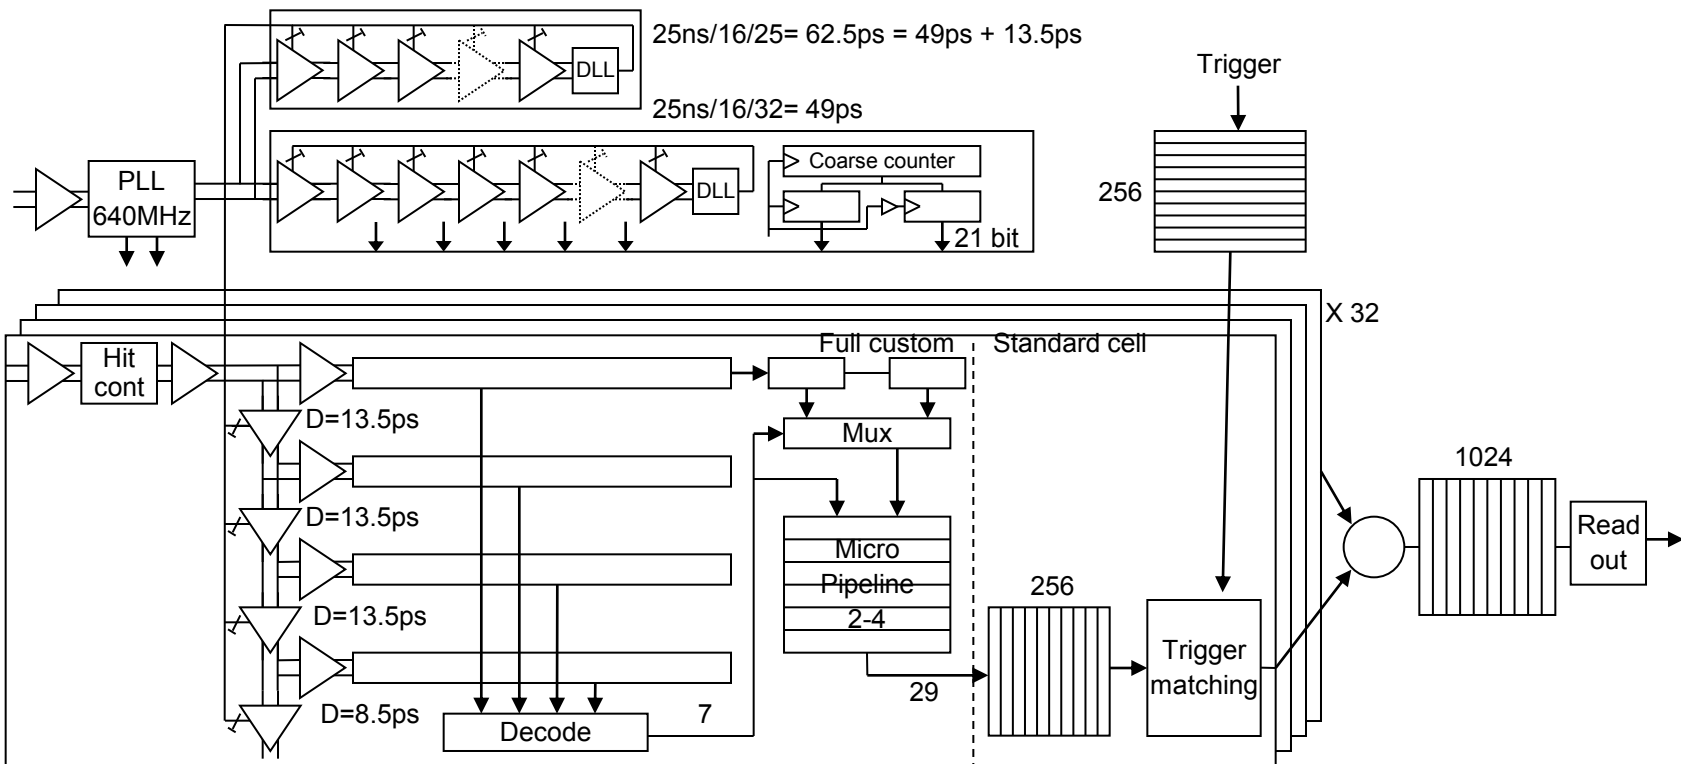 25ns/16/25= 62.5ps = 49ps + 13.5ps
DLL
Trigger
25ns/16/32= 49ps
PLL
640MHz
DLL
Coarse counter
256
21 bit
X 32
Full custom
Standard cell
Hit
cont
D=13.5ps
Mux
1024
D=13.5ps
Read
out
Micro
Pipeline
2-4
256
D=13.5ps
Trigger
matching
29
D=8.5ps
7
Decode